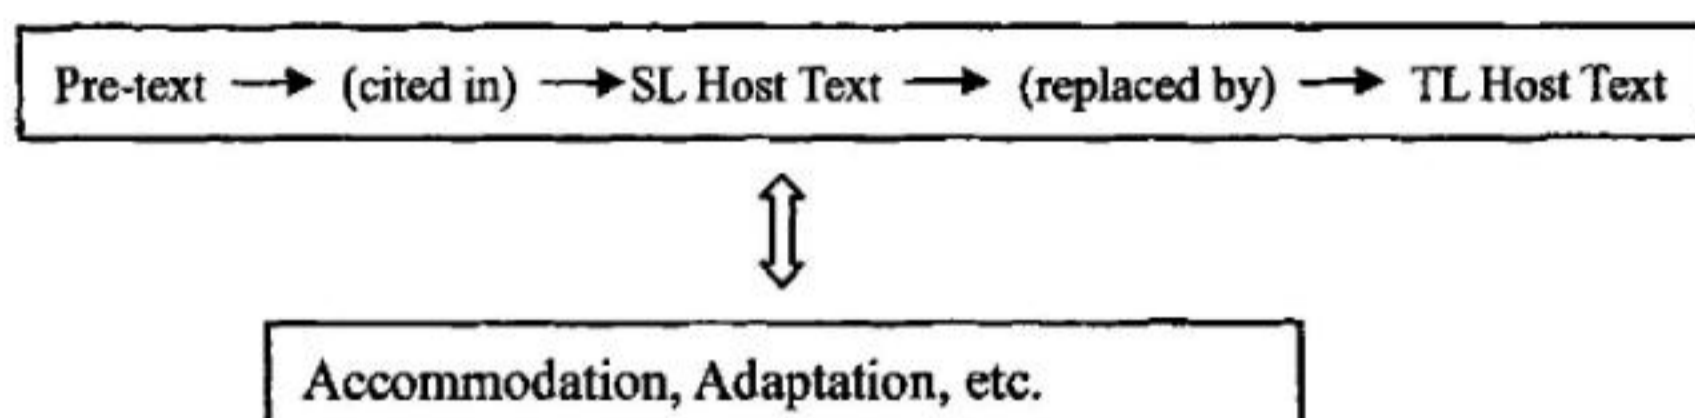 Pre-text → (cited in) → SL Host Text → (replaced by) → TL Host Text
Accommodation, Adaptation, etc.